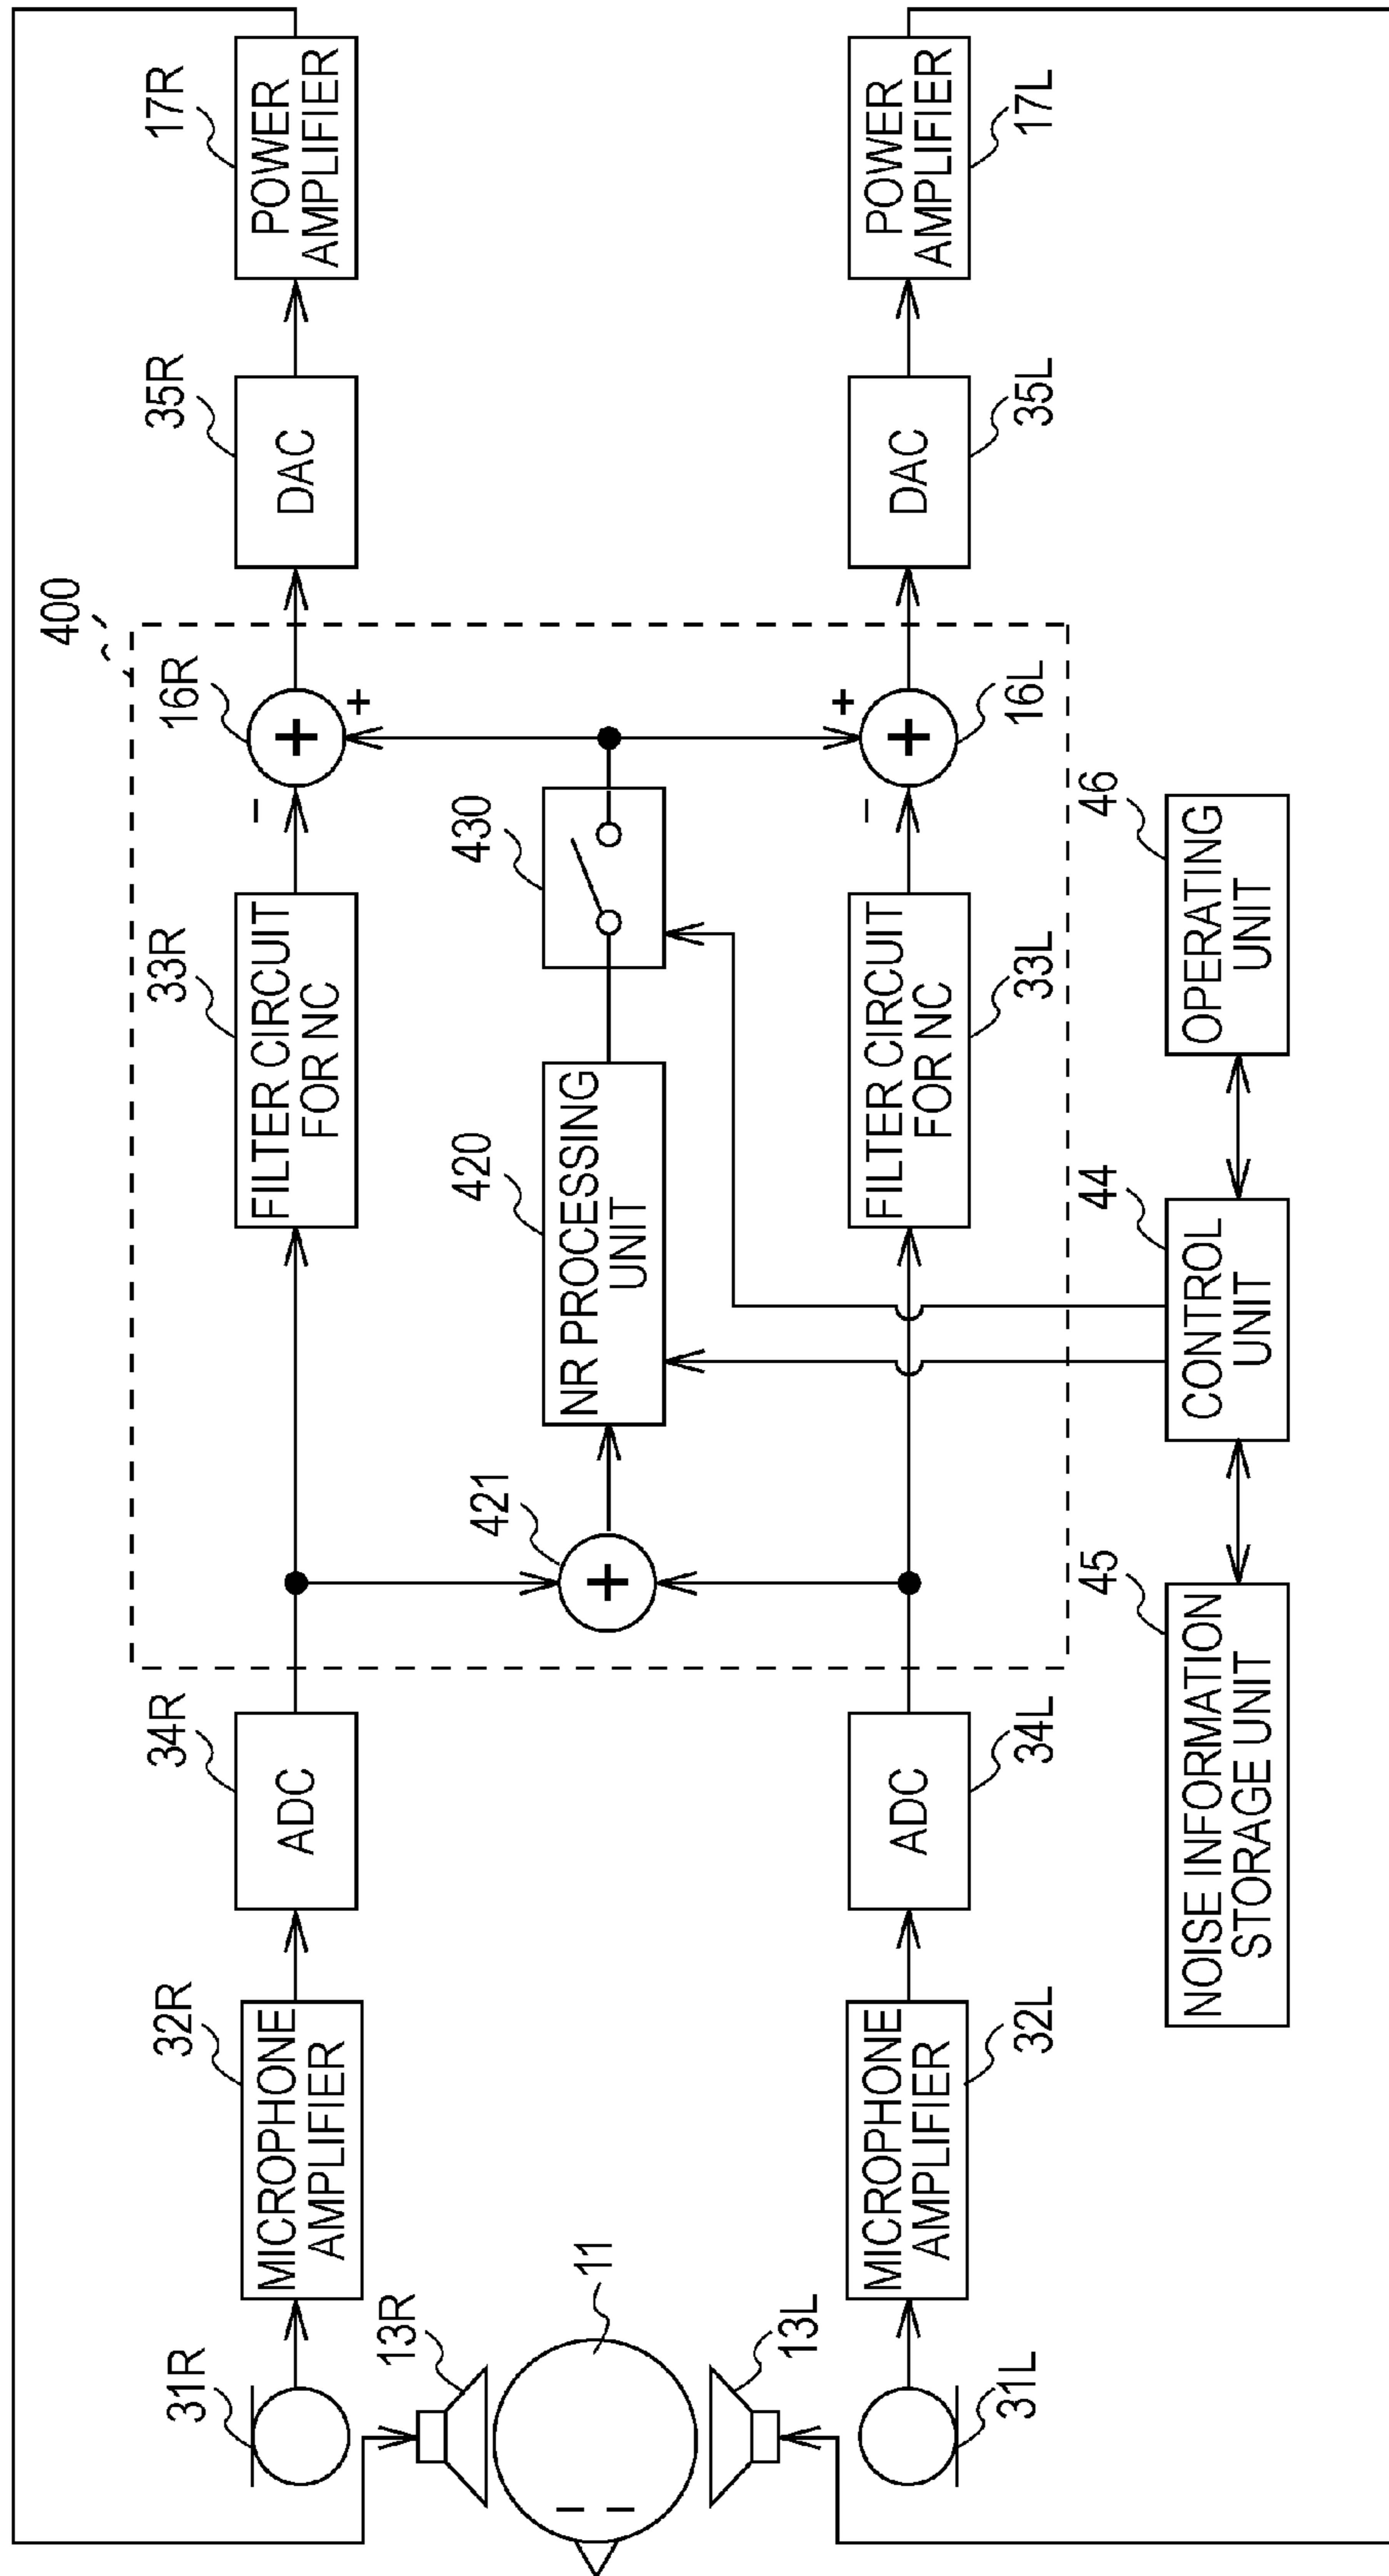 31R
32R
MICROPHONE
AMPLIFIER
34R
ADC
400
33R
FILTER CIRCUIT
FOR NC
16R
+
−
+
35R
DAC
17R
POWER
AMPLIFIER
13R
11
13L
421
+
420
NR PROCESSING
UNIT
430
31L
MICROPHONE
AMPLIFIER
32L
ADC
34L
FILTER CIRCUIT
FOR NC
33L
−
+
+
16L
DAC
35L
POWER
AMPLIFIER
17L
45
NOISE INFORMATION
STORAGE UNIT
44
CONTROL
UNIT
46
OPERATING
UNIT